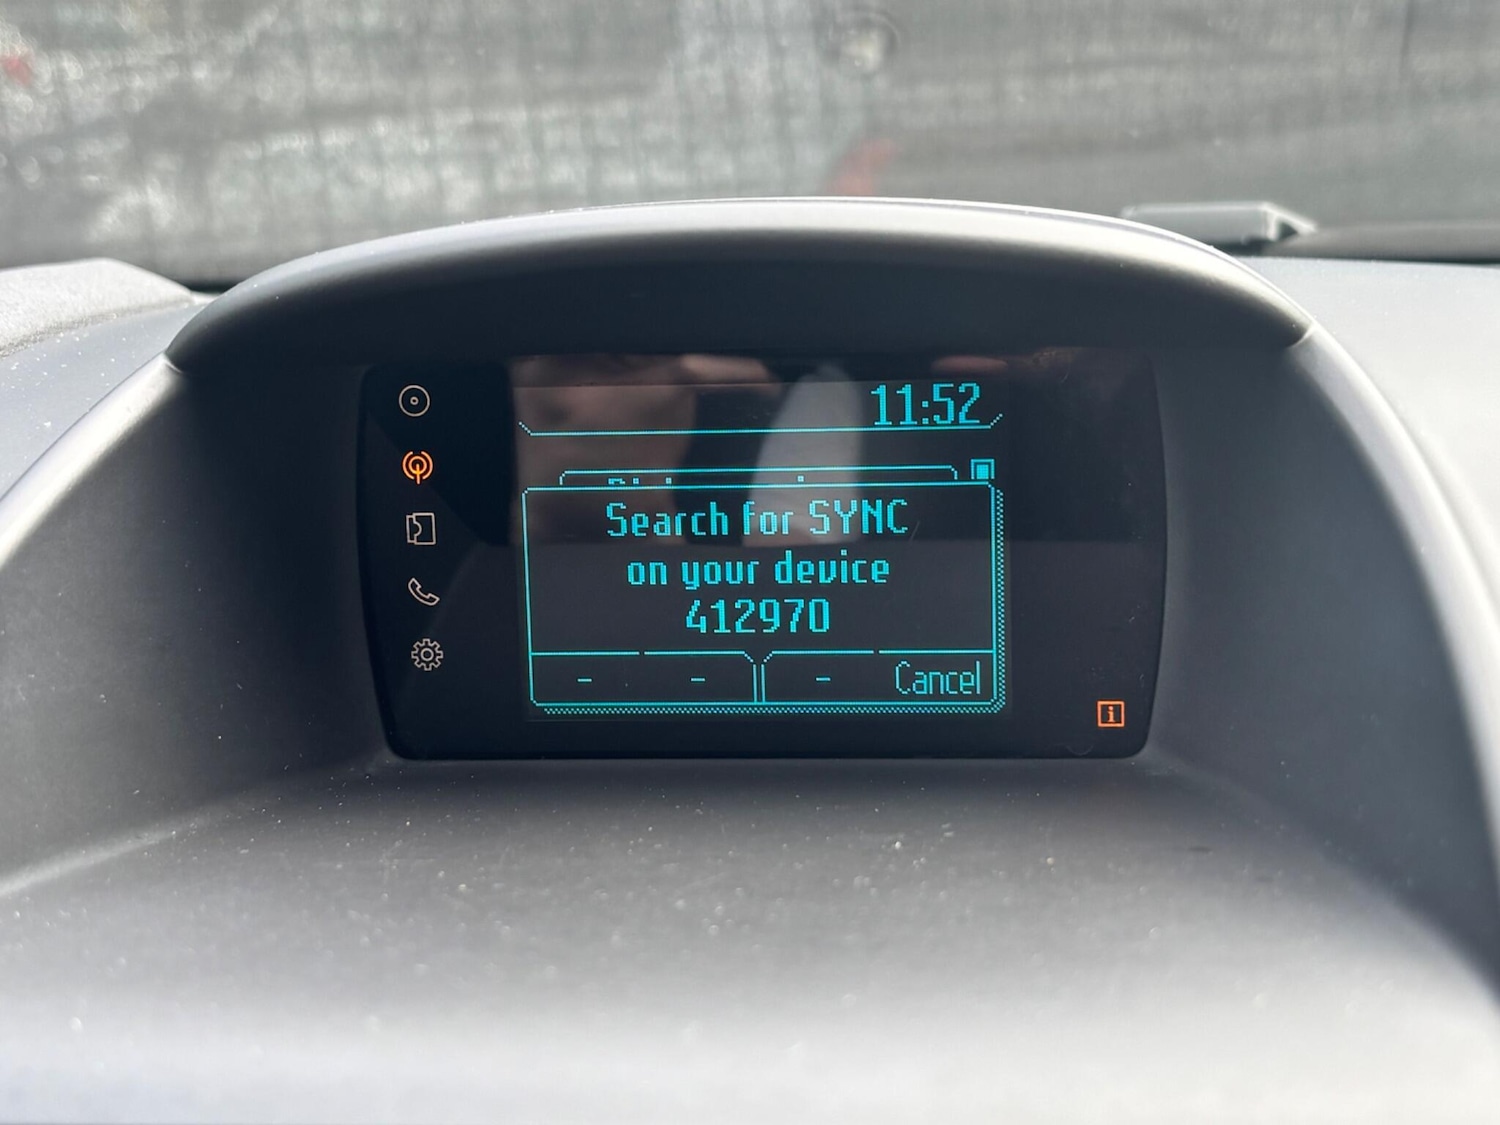 11:52
Search for SYNC
on your device
412970
- - - Cancel
i